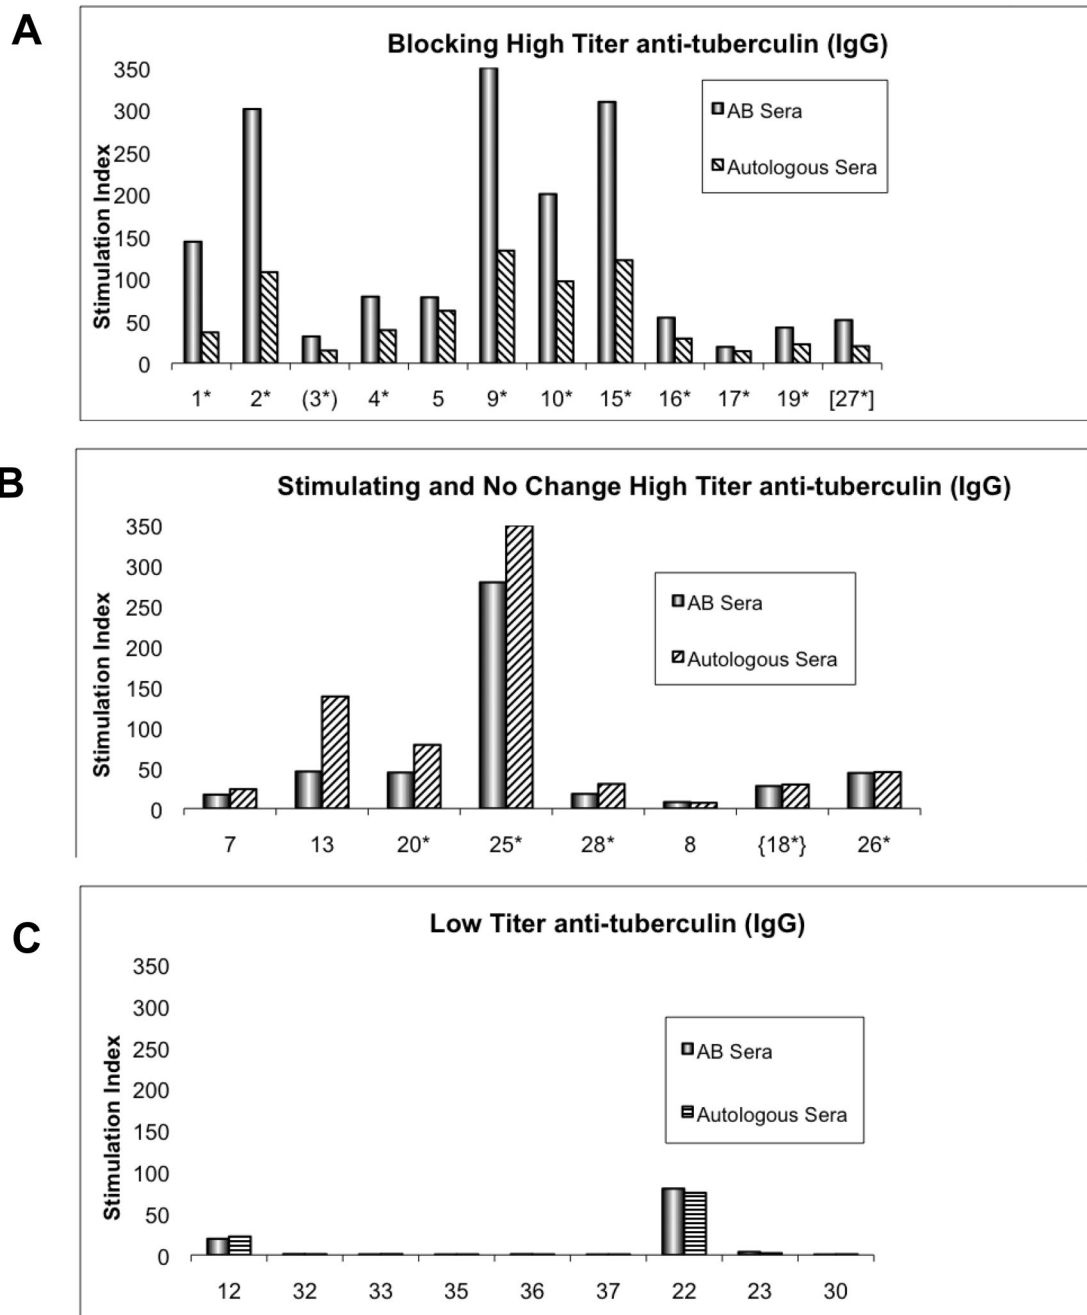 A
Blocking High Titer anti-tuberculin (IgG)
350
300
250
200
150
100
50
0
Stimulation Index
AB Sera
Autologous Sera
1* 2* (3*) 4* 5 9* 10* 15* 16* 17* 19* [27*]
B
Stimulating and No Change High Titer anti-tuberculin (IgG)
350
300
250
200
150
100
50
0
Stimulation Index
AB Sera
Autologous Sera
7 13 20* 25* 28* 8 {18*} 26*
C
Low Titer anti-tuberculin (IgG)
350
300
250
200
150
100
50
0
Stimulation Index
AB Sera
Autologous Sera
12 32 33 35 36 37 22 23 30